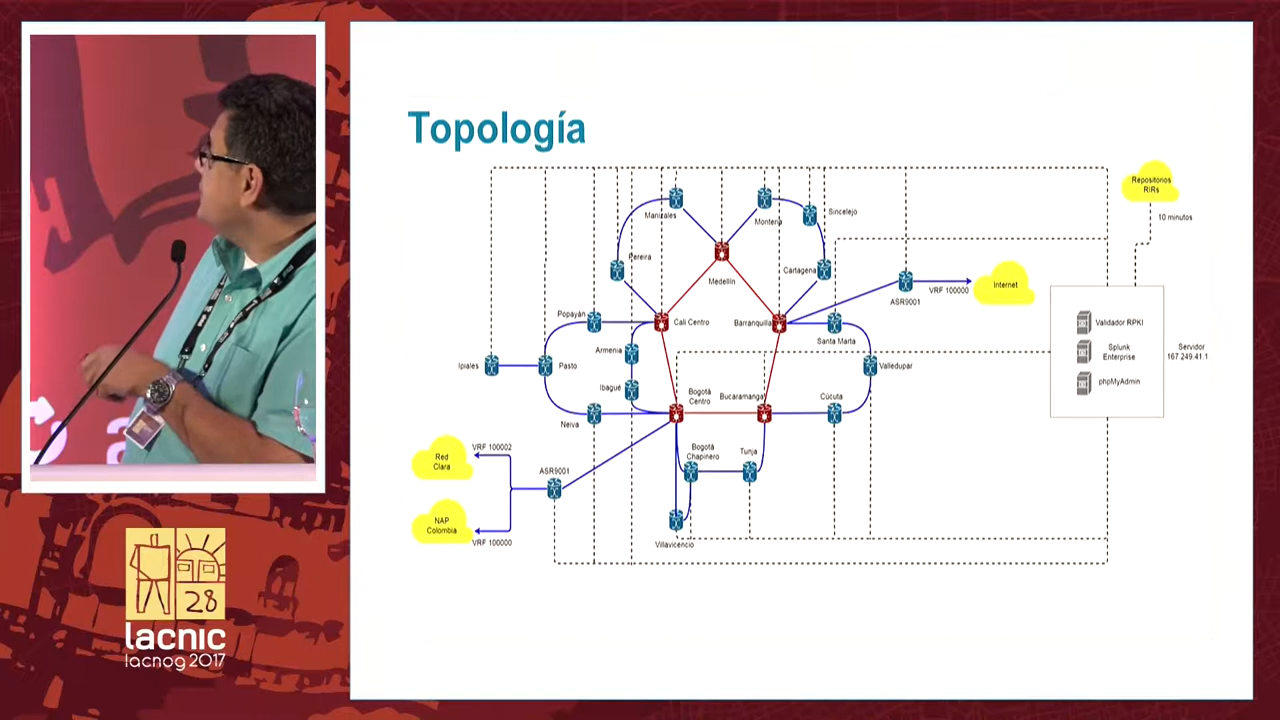 Topología
Repositorios
RIRs
10 minutos
Manizales
Montería
Sincelejo
Pereira
Medellín
Cartagena
Internet
VRF 100000
ASR9001
Popayán
Cali Centro
Barranquilla
Santa Marta
Validador RPKI
Splunk
Enterprise
phpMyAdmin
Servidor
167.249.41.1
Armenia
Ipiales
Pasto
Valledupar
Ibagué
Bogotá
Centro
Bucaramanga
Cúcuta
Neiva
VRF 100002
Red
Clara
Bogotá
Chapinero
Tunja
ASR9001
NAP
Colombia
VRF 100000
Villavicencio
28
lacnic
lacnog 2017